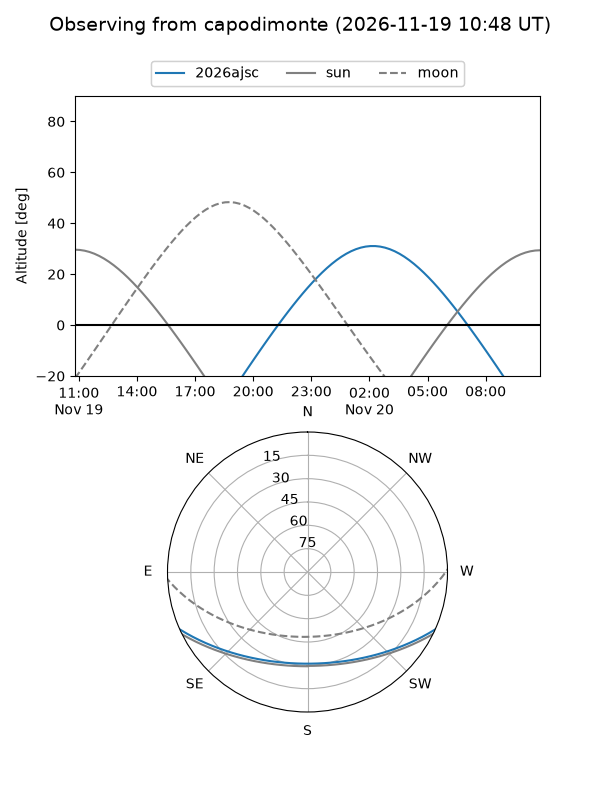 Observing from capodimonte (2026-11-19 10:48 UT)
2026ajsc sun moon
80
60
40
20
0
−20
Altitude [deg]
11:00 14:00 17:00 20:00 23:00 02:00 05:00 08:00
Nov 19 Nov 20
N
NE NW
15
30
45
60
75
E W
SE SW
S